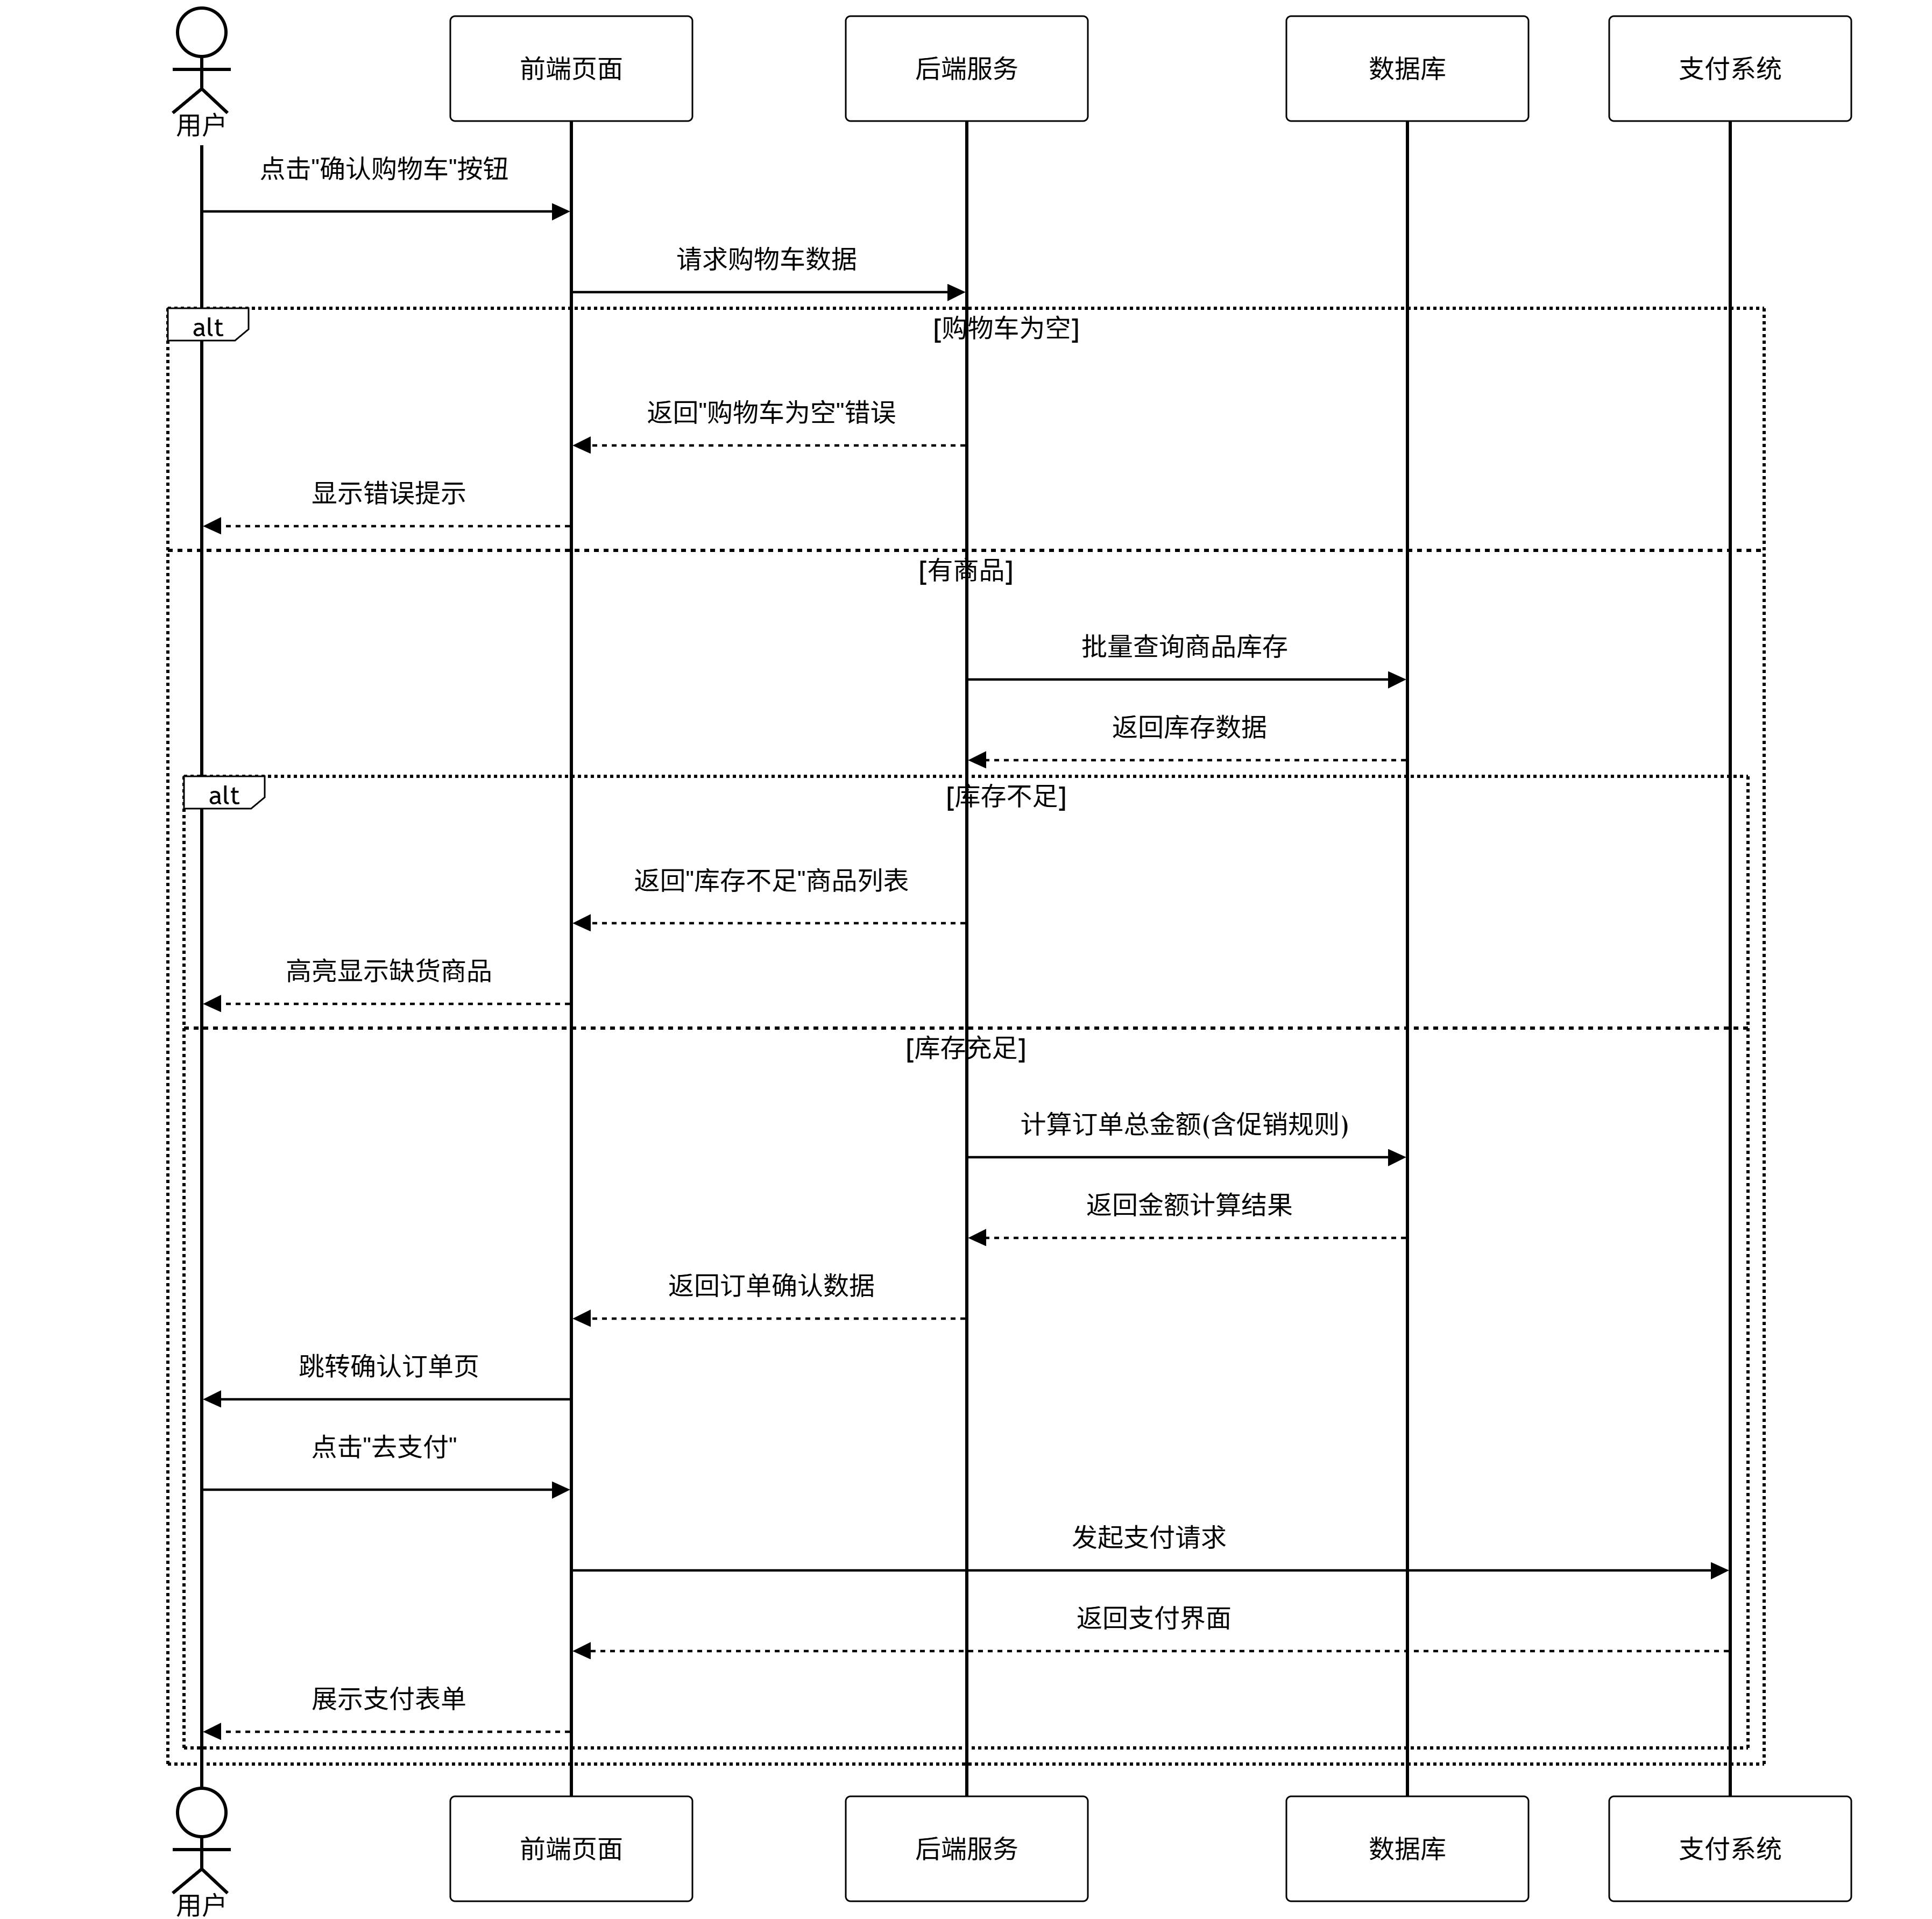 用户
前端页面
后端服务
数据库
支付系统
点击"确认购物车"按钮
请求购物车数据
alt
[购物车为空]
返回"购物车为空"错误
显示错误提示
[有商品]
批量查询商品库存
返回库存数据
alt
[库存不足]
返回"库存不足"商品列表
高亮显示缺货商品
[库存充足]
计算订单总金额(含促销规则)
返回金额计算结果
返回订单确认数据
跳转确认订单页
点击"去支付"
发起支付请求
返回支付界面
展示支付表单
用户
前端页面
后端服务
数据库
支付系统